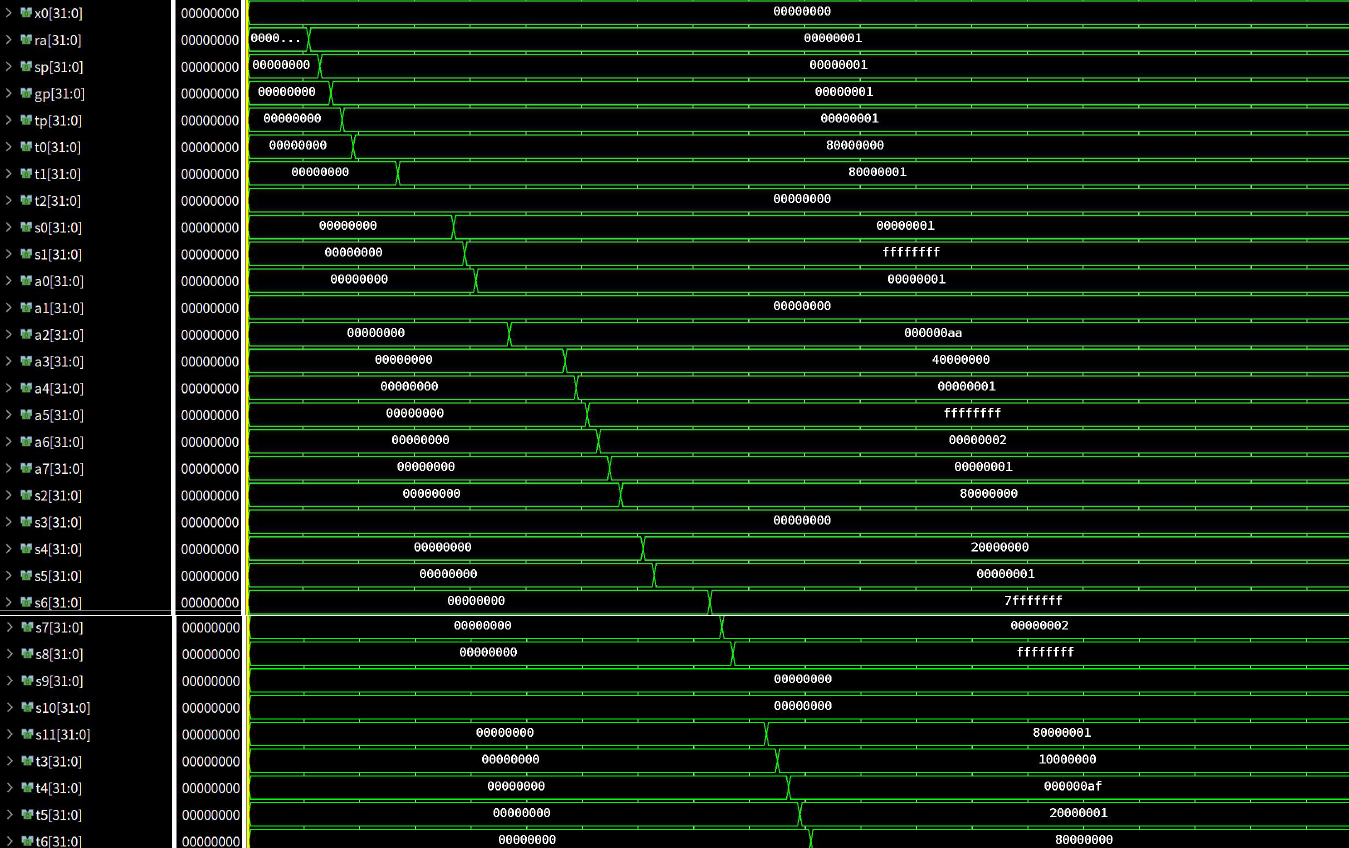 x0[31:0] 00000000 00000000
ra[31:0] 00000000 0000... 00000001
sp[31:0] 00000000 00000000 00000001
gp[31:0] 00000000 00000000 00000001
tp[31:0] 00000000 00000000 00000001
t0[31:0] 00000000 00000000 80000000
t1[31:0] 00000000 00000000 80000001
t2[31:0] 00000000 00000000
s0[31:0] 00000000 00000000 00000001
s1[31:0] 00000000 00000000 ffffffff
a0[31:0] 00000000 00000000 00000001
a1[31:0] 00000000 00000000
a2[31:0] 00000000 00000000 000000aa
a3[31:0] 00000000 00000000 40000000
a4[31:0] 00000000 00000000 00000001
a5[31:0] 00000000 00000000 ffffffff
a6[31:0] 00000000 00000000 00000002
a7[31:0] 00000000 00000000 00000001
s2[31:0] 00000000 00000000 80000000
s3[31:0] 00000000 00000000
s4[31:0] 00000000 00000000 20000000
s5[31:0] 00000000 00000000 00000001
s6[31:0] 00000000 00000000 7fffffff
s7[31:0] 00000000 00000000 00000002
s8[31:0] 00000000 00000000 ffffffff
s9[31:0] 00000000 00000000
s10[31:0] 00000000 00000000
s11[31:0] 00000000 00000000 80000001
t3[31:0] 00000000 00000000 10000000
t4[31:0] 00000000 00000000 000000af
t5[31:0] 00000000 00000000 20000001
t6[31:0] 00000000 00000000 80000000